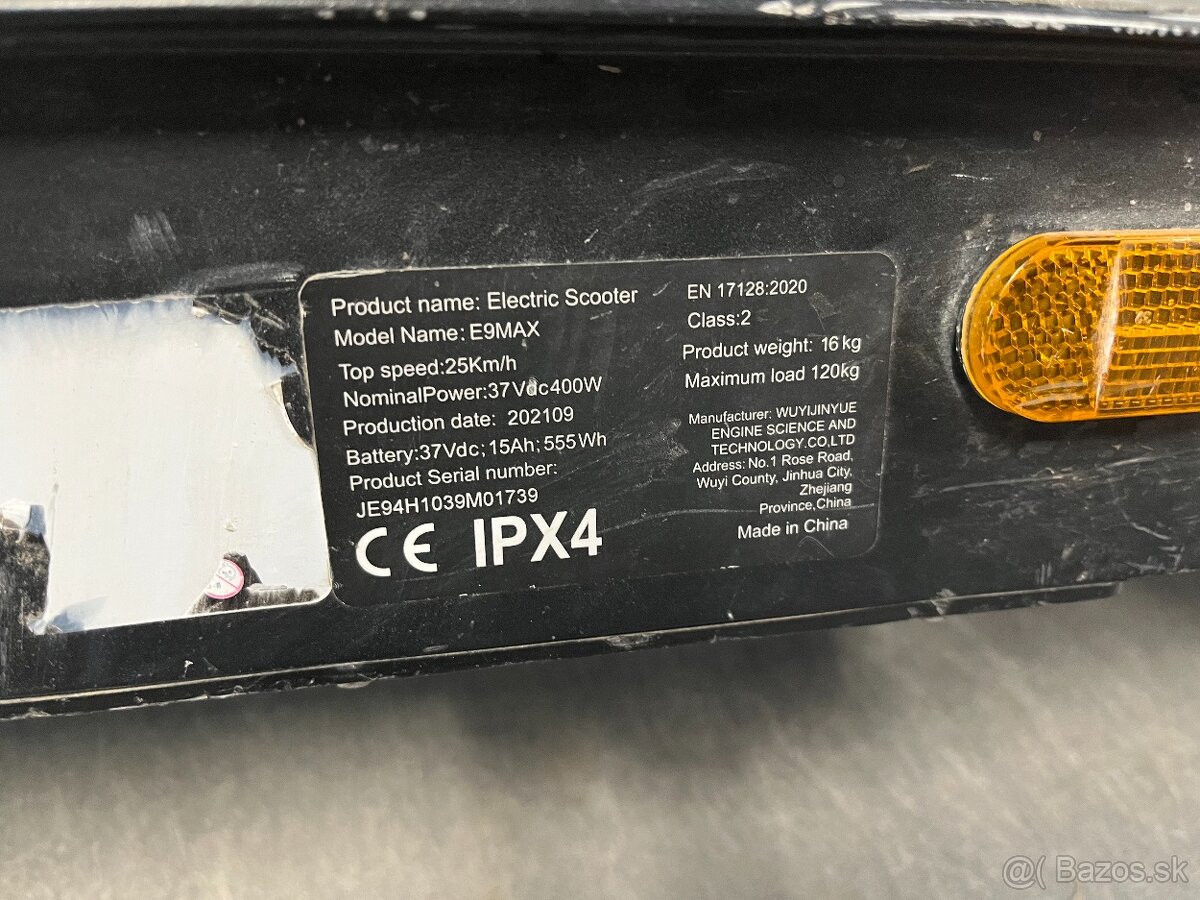 Product name: Electric Scooter
Model Name: E9MAX
Top speed:25Km/h
NominalPower:37Vdc400W
Production date: 202109
Battery:37Vdc;15Ah;555Wh
Product Serial number:
JE94H1039M01739
CE IPX4
EN 17128:2020
Class:2
Product weight: 16kg
Maximum load 120kg
Manufacturer: WUYIJINYUE
ENGINE SCIENCE AND
TECHNOLOGY.CO,LTD
Address: No.1 Rose Road,
Wuyi County, Jinhua City,
Zhejiang
Province,China
Made in China
@( Bazos.sk